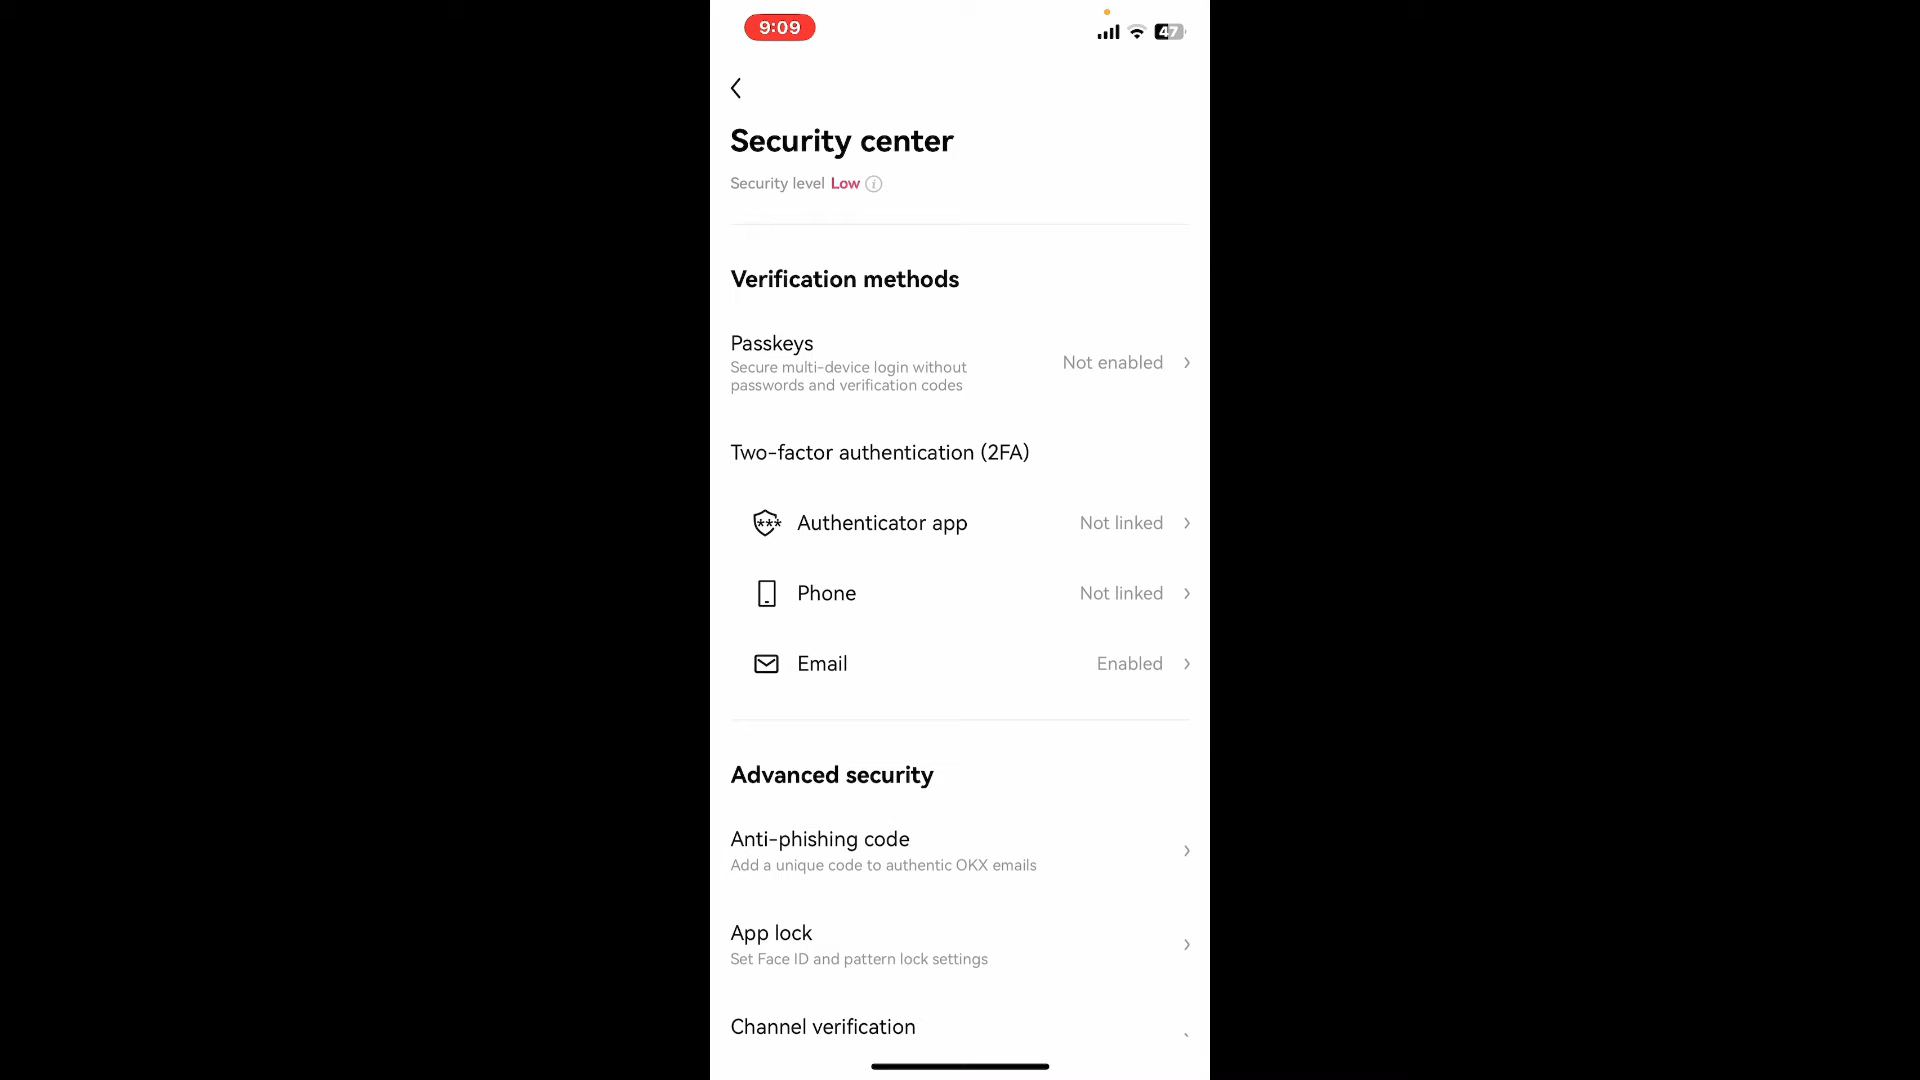 9:09
47
Security center
Security level Low
Verification methods
Passkeys
Secure multi-device login without
passwords and verification codes
Not enabled
Two-factor authentication (2FA)
Authenticator app Not linked
Phone Not linked
Email Enabled
Advanced security
Anti-phishing code
Add a unique code to authentic OKX emails
App lock
Set Face ID and pattern lock settings
Channel verification